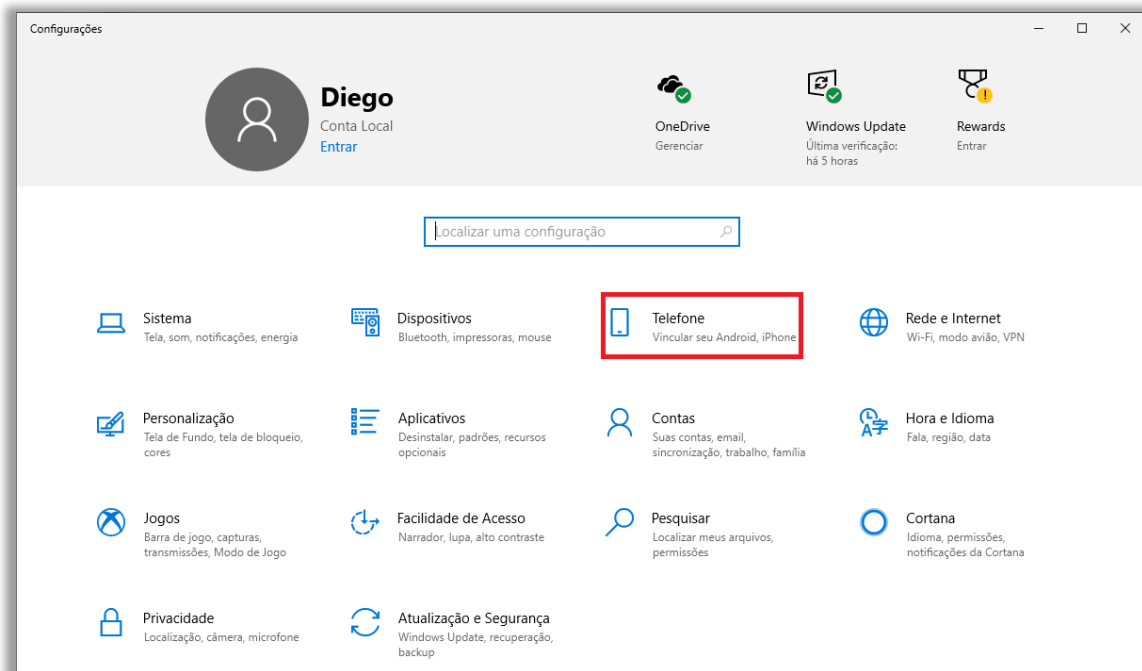 Configurações
Diego
Conta Local
Entrar
OneDrive
Gerenciar
Windows Update
Última verificação:
há 5 horas
Rewards
Entrar
Localizar uma configuração
Sistema
Tela, som, notificações, energia
Dispositivos
Bluetooth, impressoras, mouse
Telefone
Vincular seu Android, iPhone
Rede e Internet
Wi-Fi, modo avião, VPN
Personalização
Tela de Fundo, tela de bloqueio,
cores
Aplicativos
Desinstalar, padrões, recursos
opcionais
Contas
Suas contas, email,
sincronização, trabalho, família
Hora e Idioma
Fala, região, data
Jogos
Barra de jogo, capturas,
transmissões, Modo de Jogo
Facilidade de Acesso
Narrador, lupa, alto contraste
Pesquisar
Localizar meus arquivos,
permissões
Cortana
Idioma, permissões,
notificações da Cortana
Privacidade
Localização, câmera, microfone
Atualização e Segurança
Windows Update, recuperação,
backup